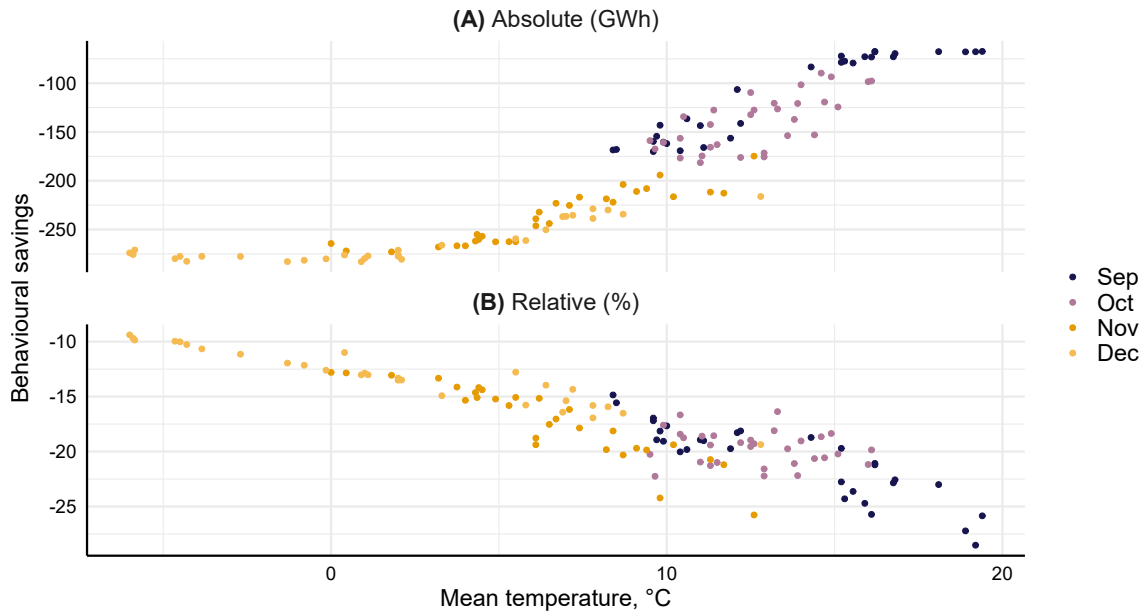 (A) Absolute (GWh)
-100
-150
-200
-250
Behavioural savings
(B) Relative (%)
-10
-15
-20
-25
0
10
20
Mean temperature, °C
Sep
Oct
Nov
Dec